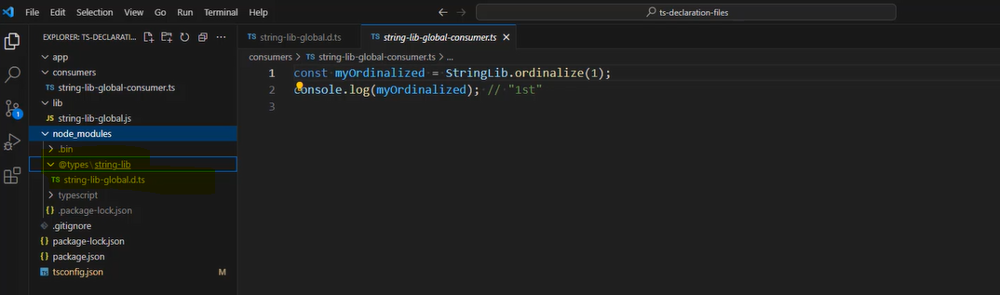 File Edit Selection View Go Run Terminal Help
ts-declaration-files
EXPLORER: TS-DECLARATI...
app
consumers
TS string-lib-global-consumer.ts
lib
JS string-lib-global.js
node_modules
.bin
@types\string-lib
TS string-lib-global.d.ts
typescript
{} .package-lock.json
.gitignore
{} package-lock.json
{} package.json
TS tsconfig.json M
1
TS string-lib-global.d.ts
TS string-lib-global-consumer.ts
consumers > TS string-lib-global-consumer.ts > ...
1 const myOrdinalized = StringLib.ordinalize(1);
2 console.log(myOrdinalized); // "1st"
3